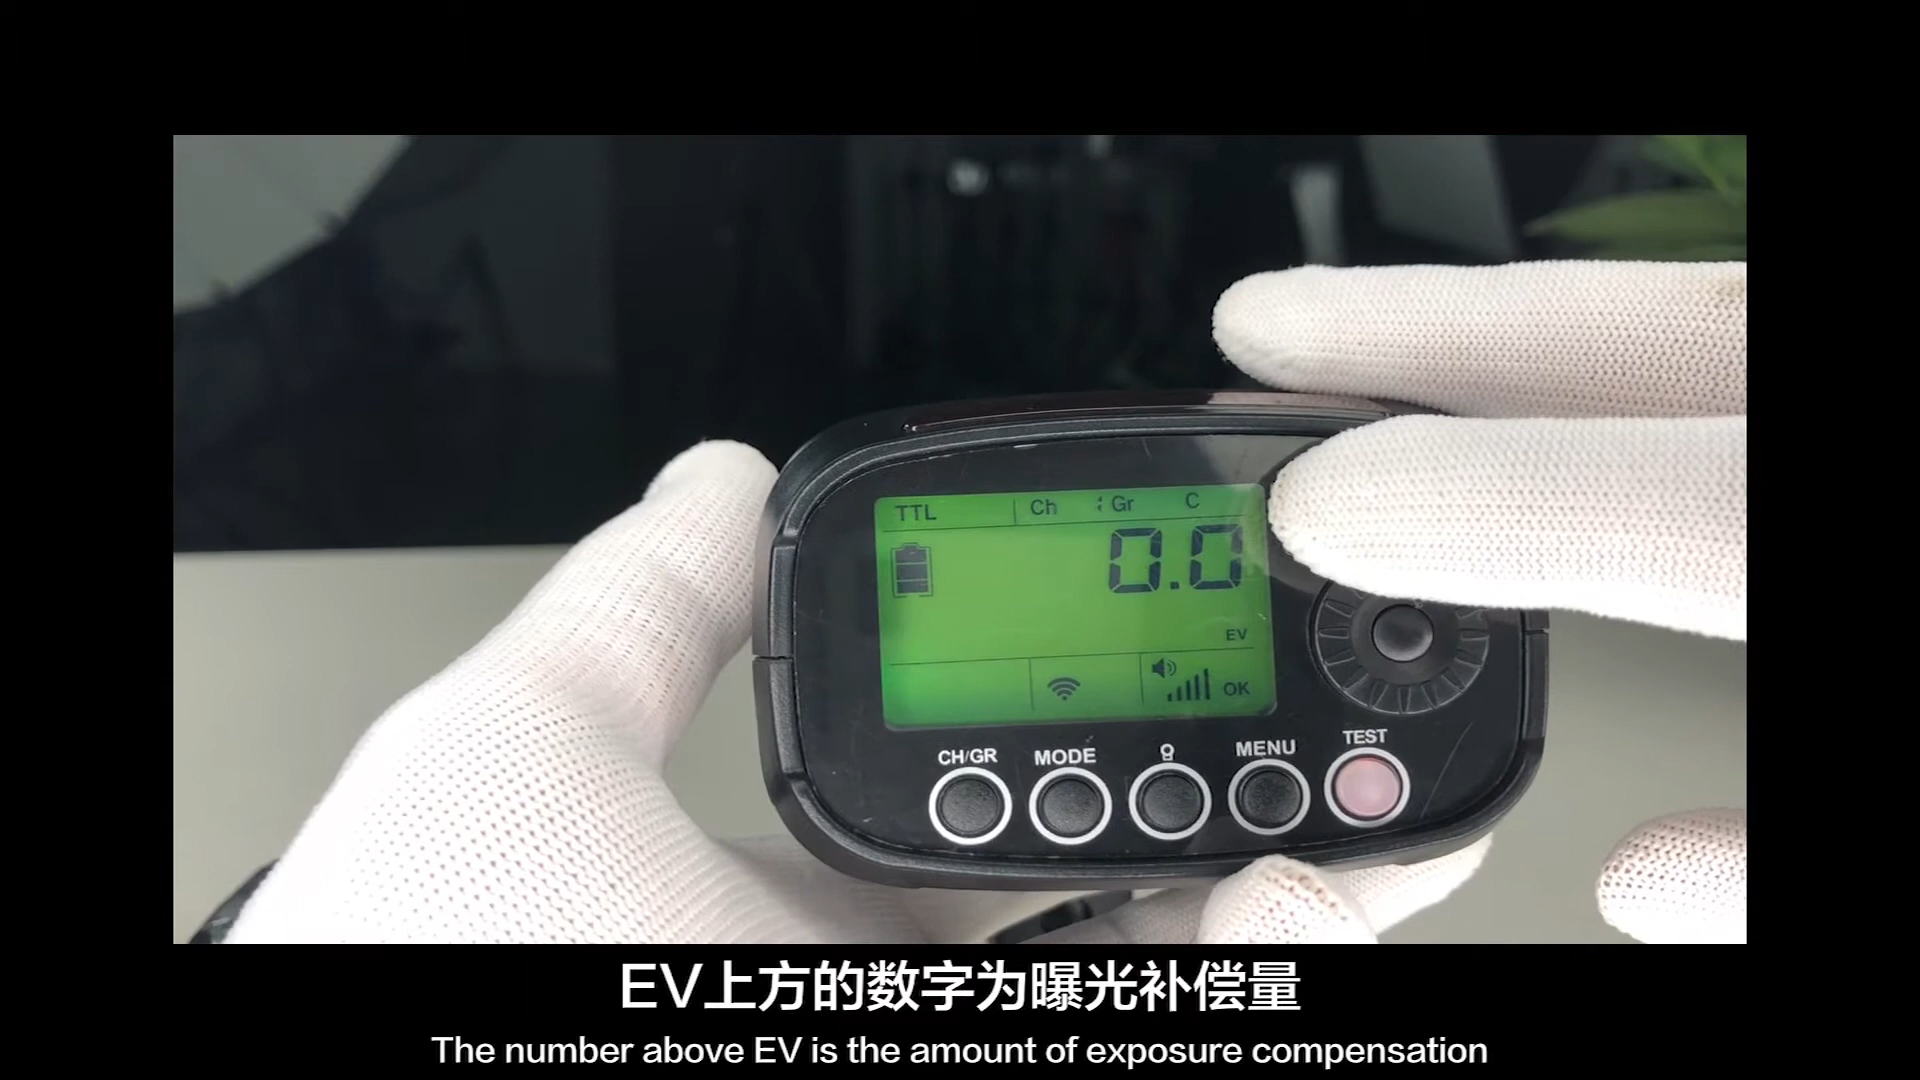 TTL Ch 1 Gr C
0.0
EV
OK
CH/GR MODE MENU TEST
EV上方的数字为曝光补偿量
The number above EV is the amount of exposure compensation